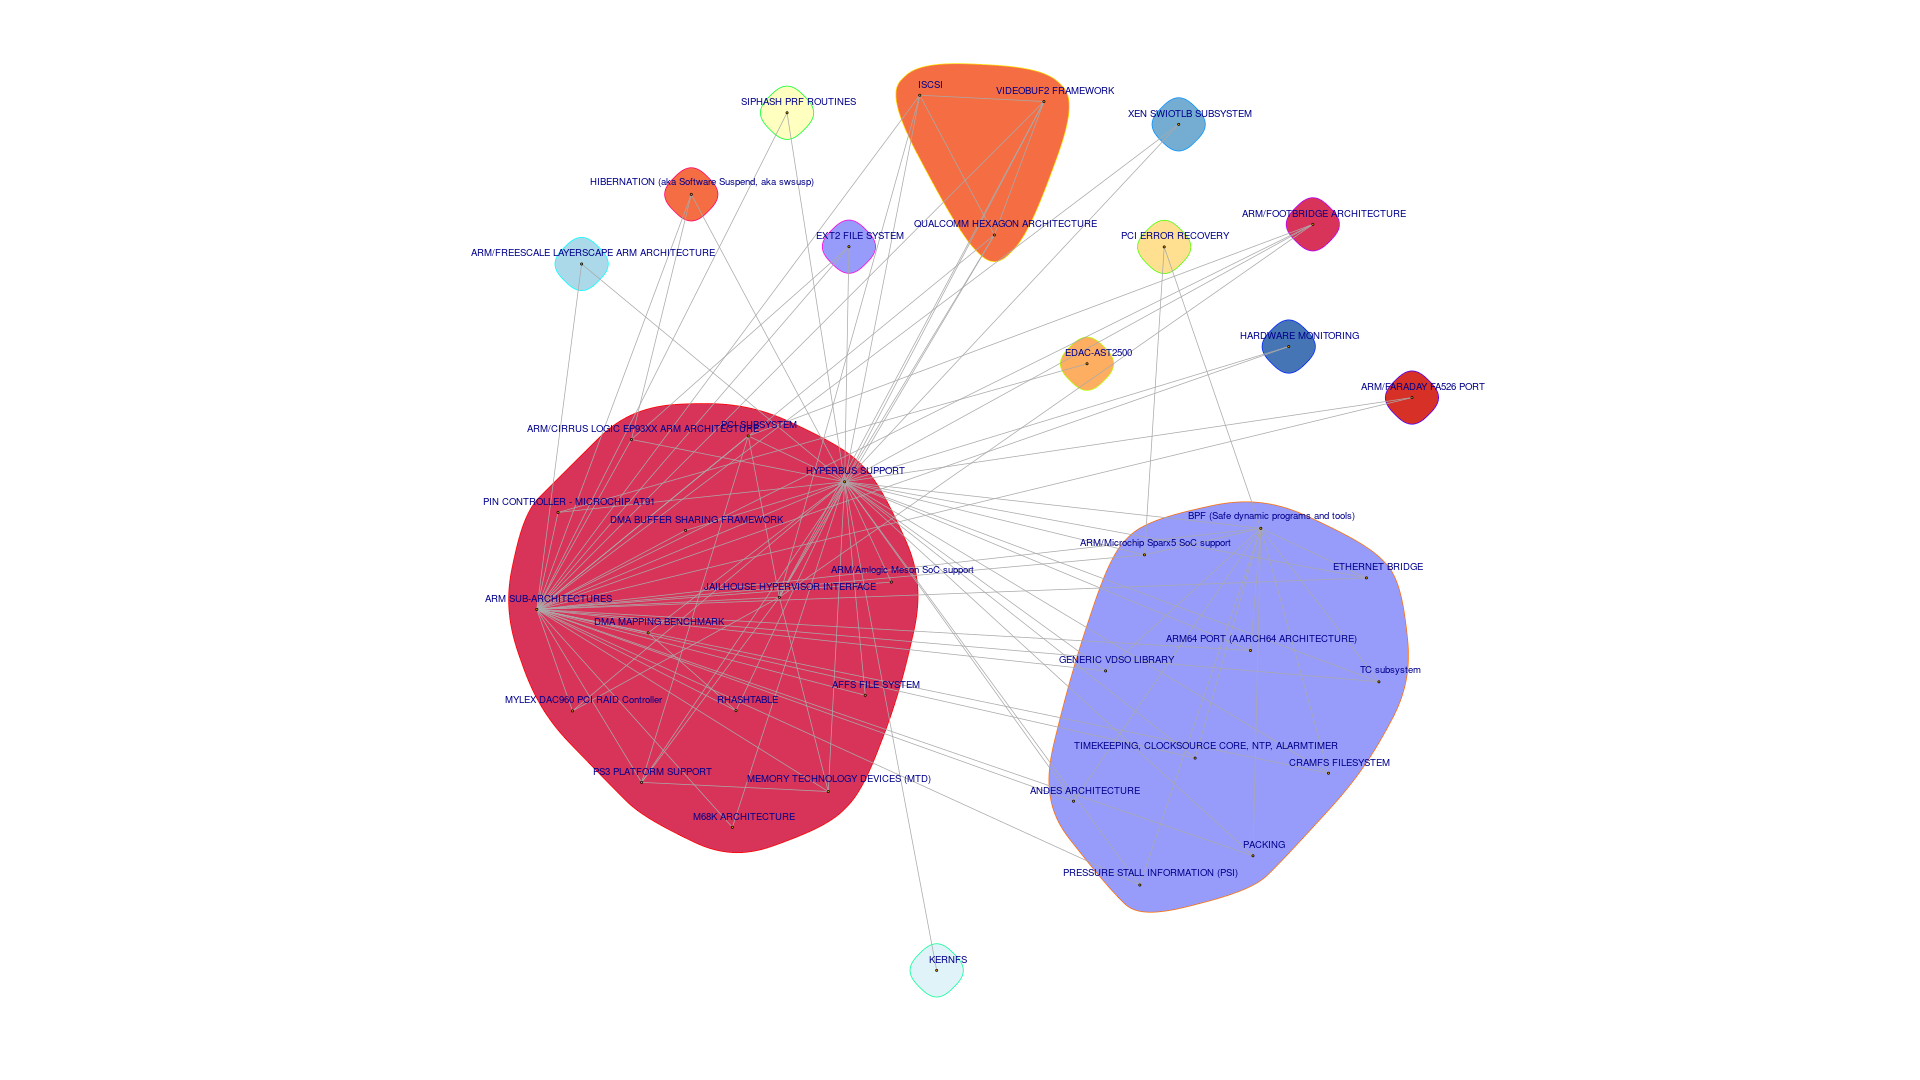 ISCSI
VIDEOBUF2 FRAMEWORK
SIPHASH PRF ROUTINES
XEN SWIOTLB SUBSYSTEM
HIBERNATION (aka Software Suspend, aka swsusp)
ARM/FOOTBRIDGE ARCHITECTURE
QUALCOMM HEXAGON ARCHITECTURE
EXT2 FILE SYSTEM
PCI ERROR RECOVERY
ARM/FREESCALE LAYERSCAPE ARM ARCHITECTURE
HARDWARE MONITORING
EDAC-AST2500
ARM/FARADAY FA526 PORT
ARM/CIRRUS LOGIC EP93XX ARM ARCHITECTURE
PCI SUBSYSTEM
HYPERBUS SUPPORT
PIN CONTROLLER - MICROCHIP AT91
DMA BUFFER SHARING FRAMEWORK
BPF (Safe dynamic programs and tools)
ARM/Microchip Sparx5 SoC support
ETHERNET BRIDGE
ARM/Amlogic Meson SoC support
JAILHOUSE HYPERVISOR INTERFACE
ARM SUB-ARCHITECTURES
DMA MAPPING BENCHMARK
ARM64 PORT (AARCH64 ARCHITECTURE)
GENERIC VDSO LIBRARY
TC subsystem
AFFS FILE SYSTEM
MYLEX DAC960 PCI RAID Controller
RHASHTABLE
TIMEKEEPING, CLOCKSOURCE CORE, NTP, ALARMTIMER
CRAMFS FILESYSTEM
PS3 PLATFORM SUPPORT
MEMORY TECHNOLOGY DEVICES (MTD)
ANDES ARCHITECTURE
M68K ARCHITECTURE
PACKING
PRESSURE STALL INFORMATION (PSI)
KERNFS